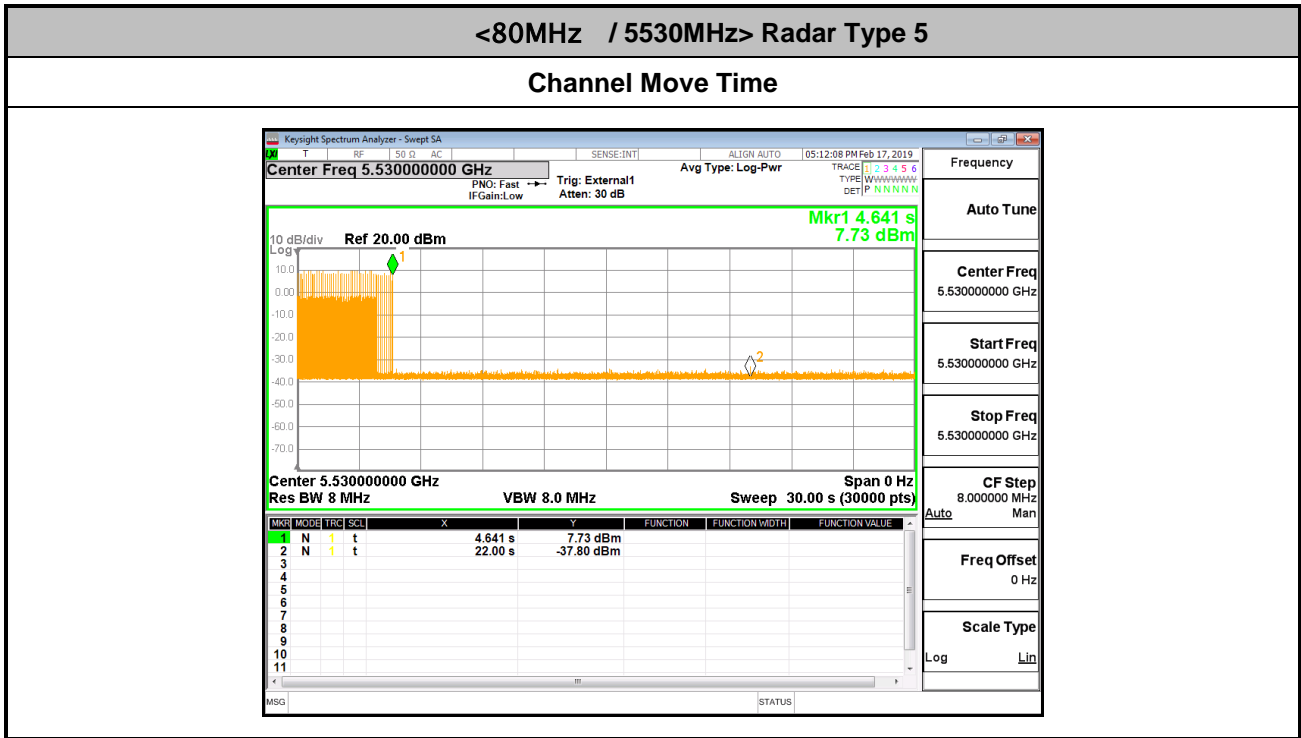 <80MHz / 5530MHz> Radar Type 5
Channel Move Time
Keysight Spectrum Analyzer - Swept SA
LXI T RF 50 Ω AC SENSE:INT ALIGN AUTO 05:12:08 PM Feb 17, 2019
Center Freq 5.530000000 GHz
PNO: Fast
IFGain:Low
Trig: External1
Atten: 30 dB
Avg Type: Log-Pwr
TRACE 1 2 3 4 5 6
TYPE WWWWWW
DET P N N N N N
Mkr1 4.641 s
7.73 dBm
10 dB/div Ref 20.00 dBm
Log
1
10.0
0.00
-10.0
-20.0
-30.0
2
-40.0
-50.0
-60.0
-70.0
Center 5.530000000 GHz Span 0 Hz
Res BW 8 MHz VBW 8.0 MHz Sweep 30.00 s (30000 pts)
MKR MODE TRC SCL X Y FUNCTION FUNCTION WIDTH FUNCTION VALUE
1 N 1 t 4.641 s 7.73 dBm
2 N 1 t 22.00 s -37.80 dBm
3
4
5
6
7
8
9
10
11
MSG STATUS
Frequency
Auto Tune
Center Freq
5.530000000 GHz
Start Freq
5.530000000 GHz
Stop Freq
5.530000000 GHz
CF Step
8.000000 MHz
Auto Man
Freq Offset
0 Hz
Scale Type
Log Lin